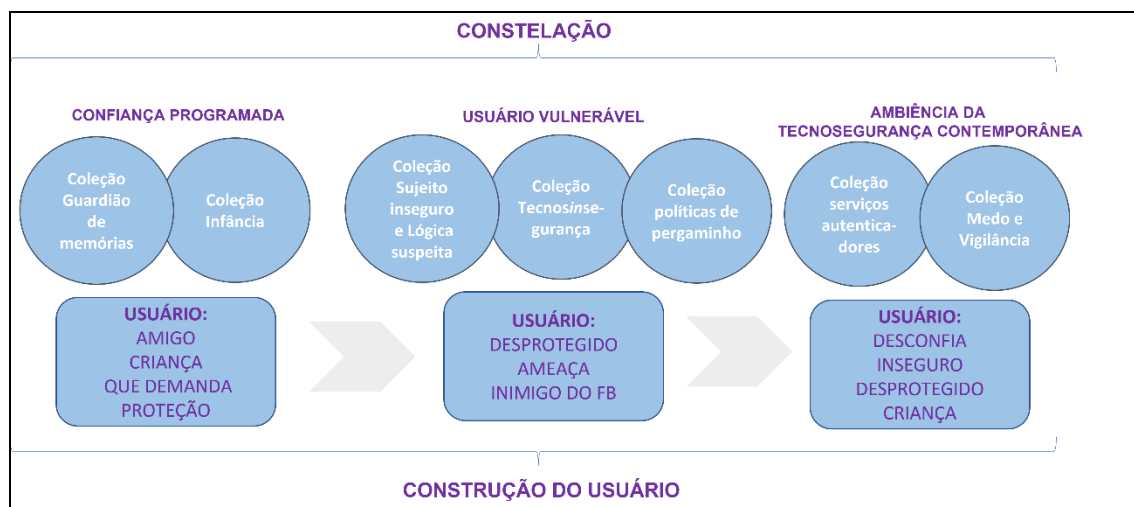 CONSTELAÇÃO
CONFIANÇA PROGRAMADA
Coleção
Guardião
de
memórias
Coleção
Infância
USUÁRIO:
AMIGO
CRIANÇA
QUE DEMANDA
PROTEÇÃO
USUÁRIO VULNERÁVEL
Coleção
Sujeito
inseguro
e Lógica
suspeita
Coleção
Tecnosinse-
gurança
Coleção
políticas de
pergaminho
USUÁRIO:
DESPROTEGIDO
AMEAÇA
INIMIGO DO FB
AMBIÊNCIA DA
TECNOSEGURANÇA CONTEMPORÂNEA
Coleção
serviços
autentica-
dores
Coleção
Medo e
Vigilância
USUÁRIO:
DESCONFIA
INSEGURO
DESPROTEGIDO
CRIANÇA
CONSTRUÇÃO DO USUÁRIO